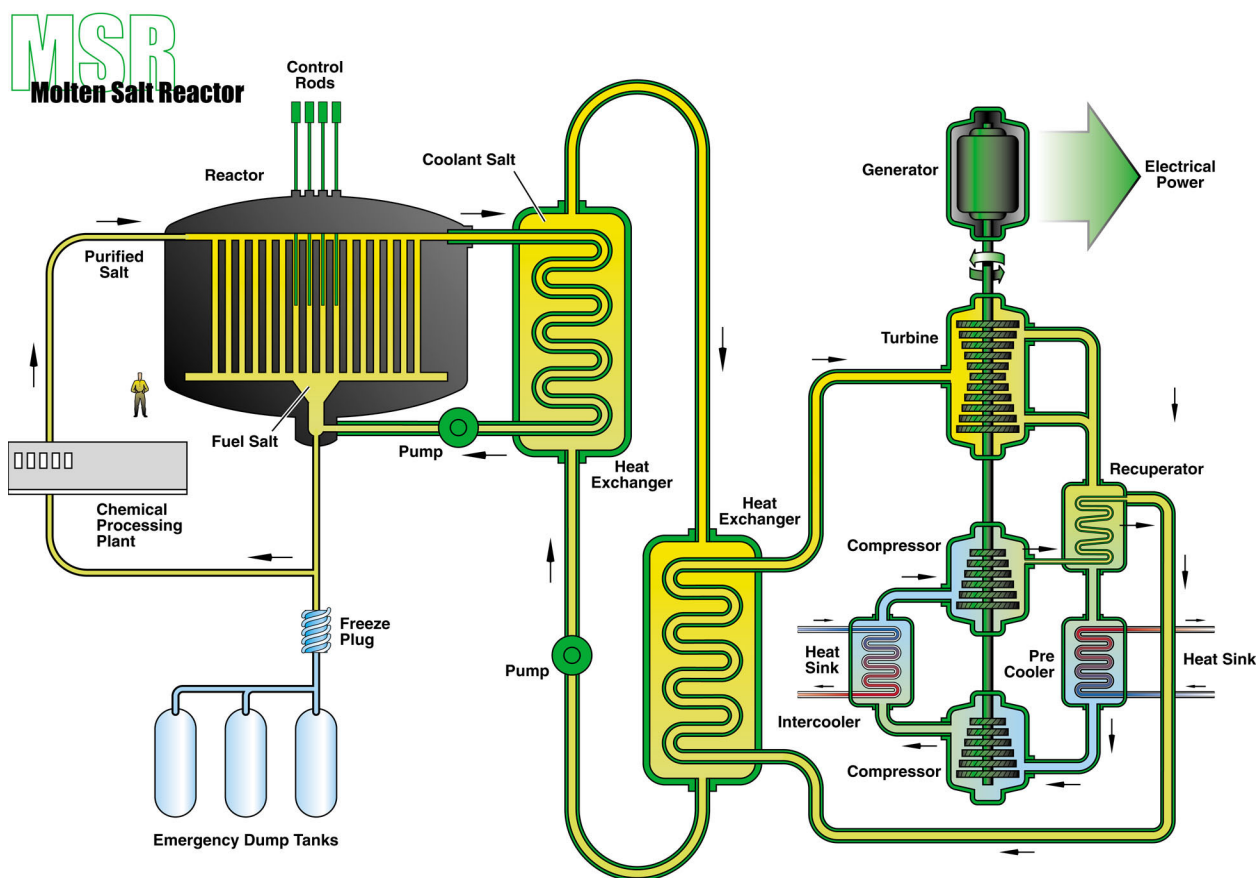 MSR
Molten Salt Reactor
Control
Rods
Reactor
Coolant Salt
Purified
Salt
Fuel Salt
Pump
Heat
Exchanger
Chemical
Processing
Plant
Freeze
Plug
Emergency Dump Tanks
Pump
Heat
Exchanger
Generator
Electrical
Power
Turbine
Recuperator
Compressor
Heat
Sink
Pre
Cooler
Heat Sink
Intercooler
Compressor